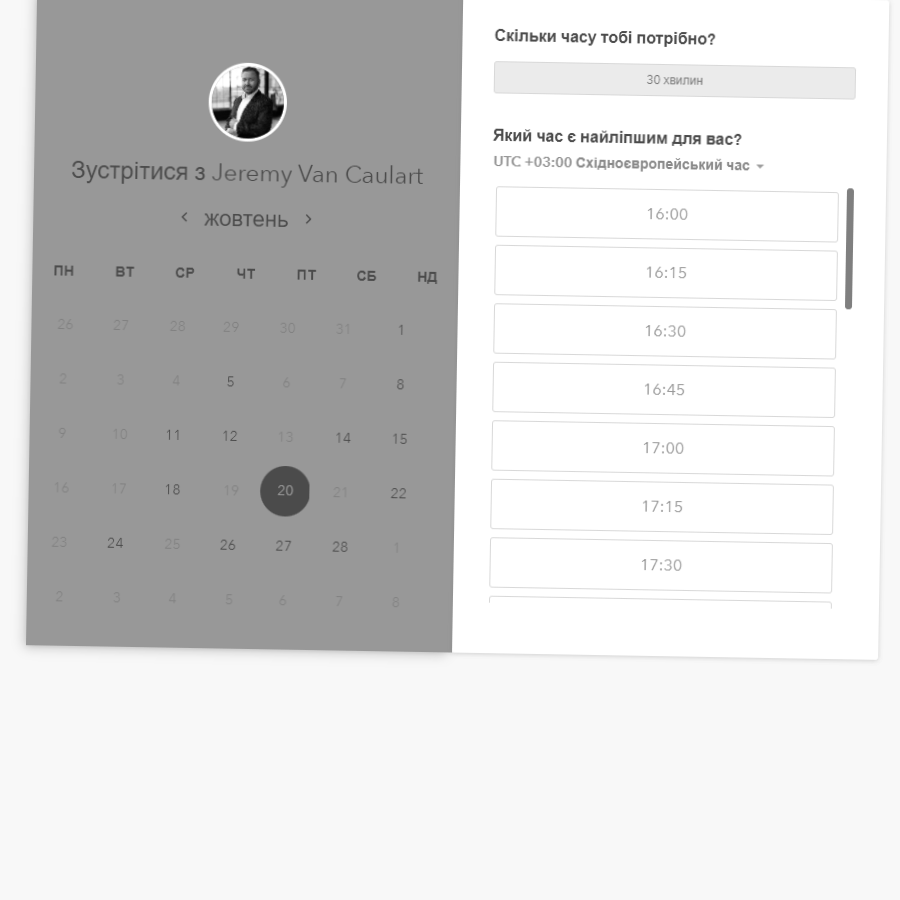 Зустрітися з Jeremy Van Caulart
жовтень
ПН ВТ СР ЧТ ПТ СБ НД
26 27 28 29 30 31 1
2 3 4 5 6 7 8
9 10 11 12 13 14 15
16 17 18 19 20 21 22
23 24 25 26 27 28 1
2 3 4 5 6 7 8
Скільки часу тобі потрібно?
30 хвилин
Який час є найліпшим для вас?
UTC +03:00 Східноєвропейський час
16:00
16:15
16:30
16:45
17:00
17:15
17:30